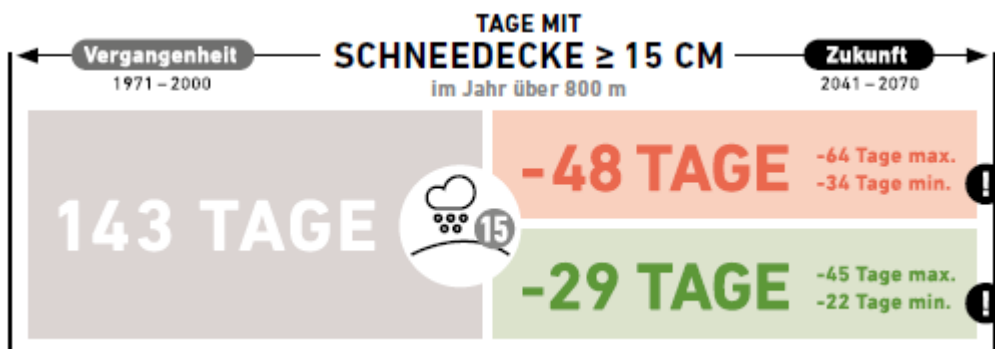 TAGE MIT
Vergangenheit SCHNEEDECKE ≥ 15 CM Zukunft
1971–2000 im Jahr über 800 m 2041–2070
143 TAGE
15
-48 TAGE
-64 Tage max.
-34 Tage min.
!
-29 TAGE
-45 Tage max.
-22 Tage min.
!